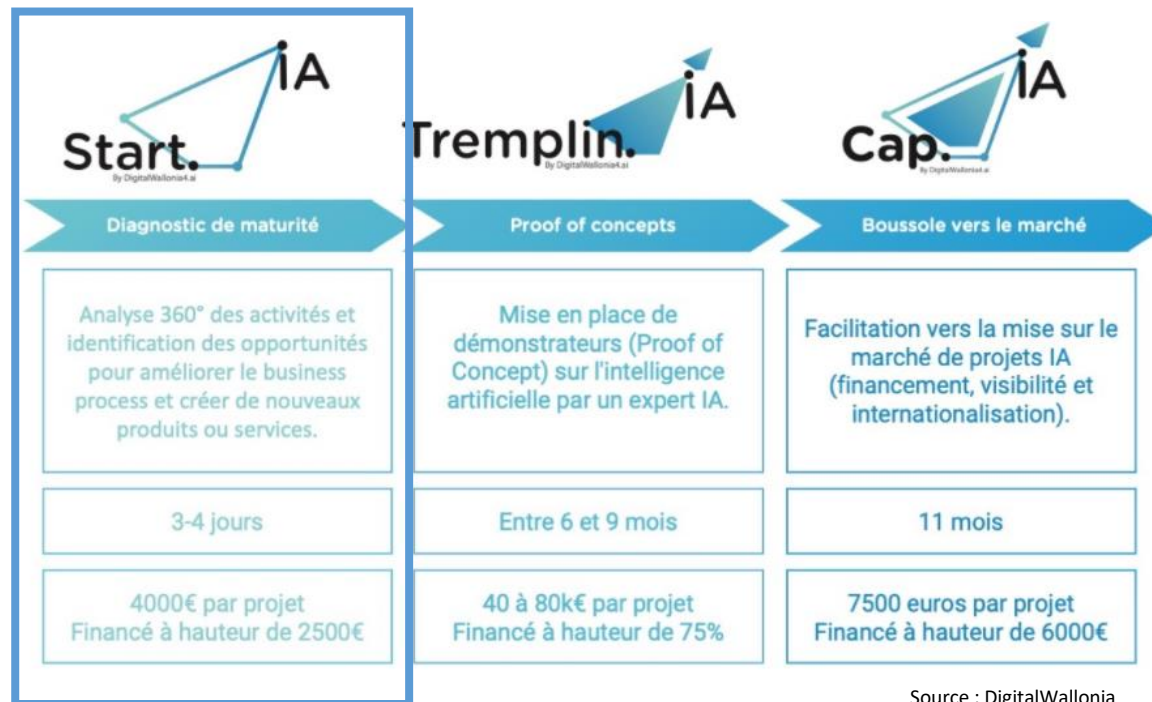 Start.
iA
By DigitalWallonia4.ai
Tremplin.
iA
By DigitalWallonia4.ai
Cap.
iA
By DigitalWallonia4.ai
Diagnostic de maturité
Proof of concepts
Boussole vers le marché
Analyse 360° des activités et
identification des opportunités
pour améliorer le business
process et créer de nouveaux
produits ou services.
Mise en place de
démonstrateurs (Proof of
Concept) sur l'intelligence
artificielle par un expert IA.
Facilitation vers la mise sur le
marché de projets IA
(financement, visibilité et
internationalisation).
3-4 jours
Entre 6 et 9 mois
11 mois
4000€ par projet
Financé à hauteur de 2500€
40 à 80k€ par projet
Financé à hauteur de 75%
7500 euros par projet
Financé à hauteur de 6000€
Source : DigitalWallonia